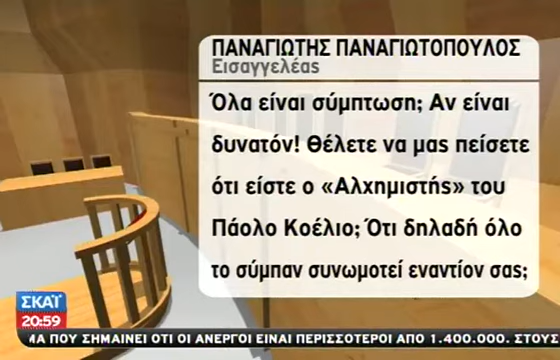 ΠΑΝΑΓΙΩΤΗΣ ΠΑΝΑΓΙΩΤΟΠΟΥΛΟΣ
Εισαγγελέας
Όλα είναι σύμπτωση; Αν είναι
δυνατόν! Θέλετε να μας πείσετε
ότι είστε ο «Αλχημιστής» του
Πάολο Κοέλιο; Ότι δηλαδή όλο
το σύμπαν συνωμοτεί εναντίον σας;
ΣΚΑΪ
20:59
ΜΑ ΠΟΥ ΣΗΜΑΙΝΕΙ ΟΤΙ ΟΙ ΑΝΕΡΓΟΙ ΕΙΝΑΙ ΠΕΡΙΣΣΟΤΕΡΟΙ ΑΠΟ 1.400.000. ΣΤΟΥΣ